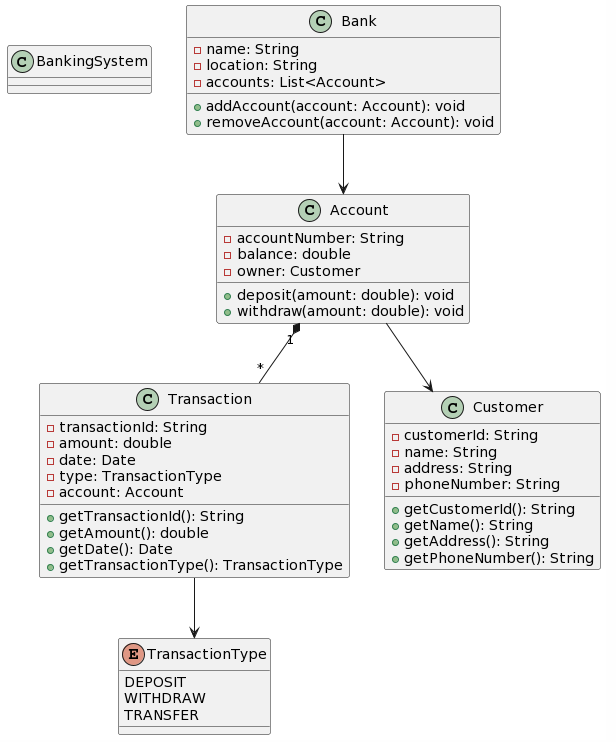 C Bank
name: String
location: String
accounts: List<Account>
addAccount(account: Account): void
removeAccount(account: Account): void
C BankingSystem
C Account
accountNumber: String
balance: double
owner: Customer
deposit(amount: double): void
withdraw(amount: double): void
1
*
C Transaction
transactionId: String
amount: double
date: Date
type: TransactionType
account: Account
getTransactionId(): String
getAmount(): double
getDate(): Date
getTransactionType(): TransactionType
C Customer
customerId: String
name: String
address: String
phoneNumber: String
getCustomerId(): String
getName(): String
getAddress(): String
getPhoneNumber(): String
E TransactionType
DEPOSIT
WITHDRAW
TRANSFER